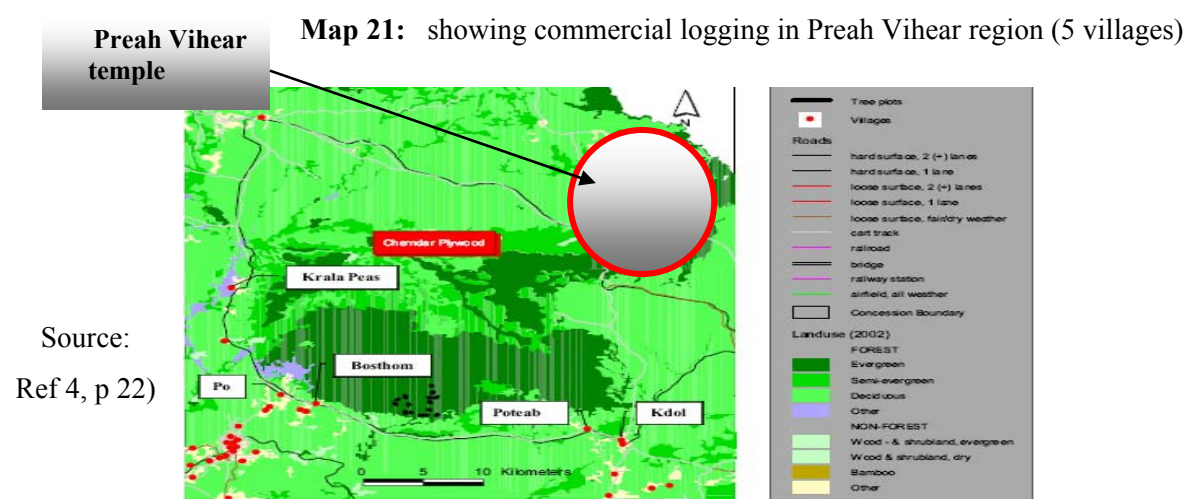 Map 21: showing commercial logging in Preah Vihear region (5 villages)
Preah Vihear
temple
N
Cherndar Plywood
Krala Peas
Bosthom
Po
Poteab
Kdol
0 5 10 Kilometers
Source:
Ref 4, p 22)
Tree plots
Villages
Roads
hard surface, 2 (+) lanes
hard surface, 1 lane
loose surface, 2 (+) lanes
loose surface, 1 lane
loose surface, fair/dry weather
cart track
railroad
bridge
railway station
airfield, all weather
Concession Boundary
Landuse (2002)
FOREST
Evergreen
Semi-evergreen
Deciduous
Other
NON-FOREST
Wood - & shrubland, evergreen
Wood & shrubland, dry
Bamboo
Other